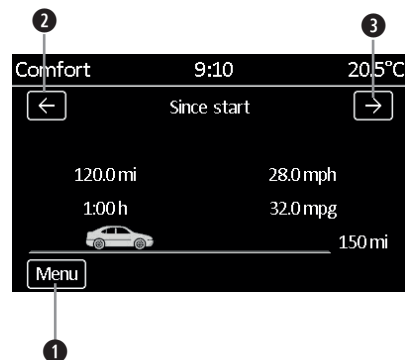 2 3
Comfort 9:10 20.5°C
← Since start →
120.0 mi 28.0 mph
1:00 h 32.0 mpg
150 mi
Menu
1